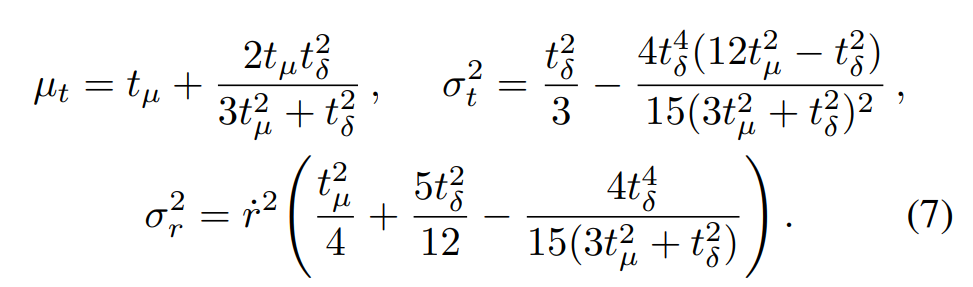 μ_t = t_μ + \frac{2t_μ t_δ^2}{3t_μ^2 + t_δ^2} , σ_t^2 = \frac{t_δ^2}{3} − \frac{4t_δ^4(12t_μ^2 − t_δ^2)}{15(3t_μ^2 + t_δ^2)^2} ,
σ_r^2 = \dot{r}^2 \left( \frac{t_μ^2}{4} + \frac{5t_δ^2}{12} − \frac{4t_δ^4}{15(3t_μ^2 + t_δ^2)} \right) . (7)